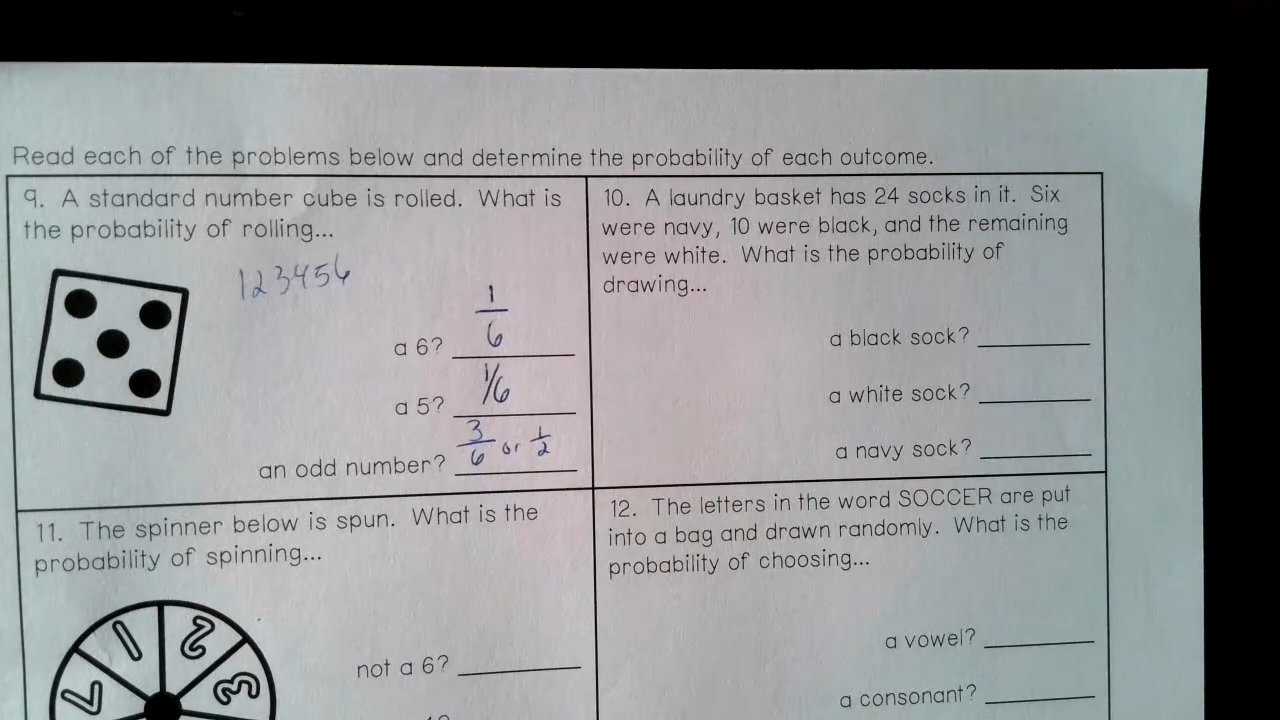 Read each of the problems below and determine the probability of each outcome.
9. A standard number cube is rolled. What is
the probability of rolling...
123456
a 6? 1/6
a 5? 1/6
an odd number? 3/6 or 1/2
10. A laundry basket has 24 socks in it. Six
were navy, 10 were black, and the remaining
were white. What is the probability of
drawing...
a black sock?
a white sock?
a navy sock?
11. The spinner below is spun. What is the
probability of spinning...
1
2
3
7
not a 6?
12. The letters in the word SOCCER are put
into a bag and drawn randomly. What is the
probability of choosing...
a vowel?
a consonant?